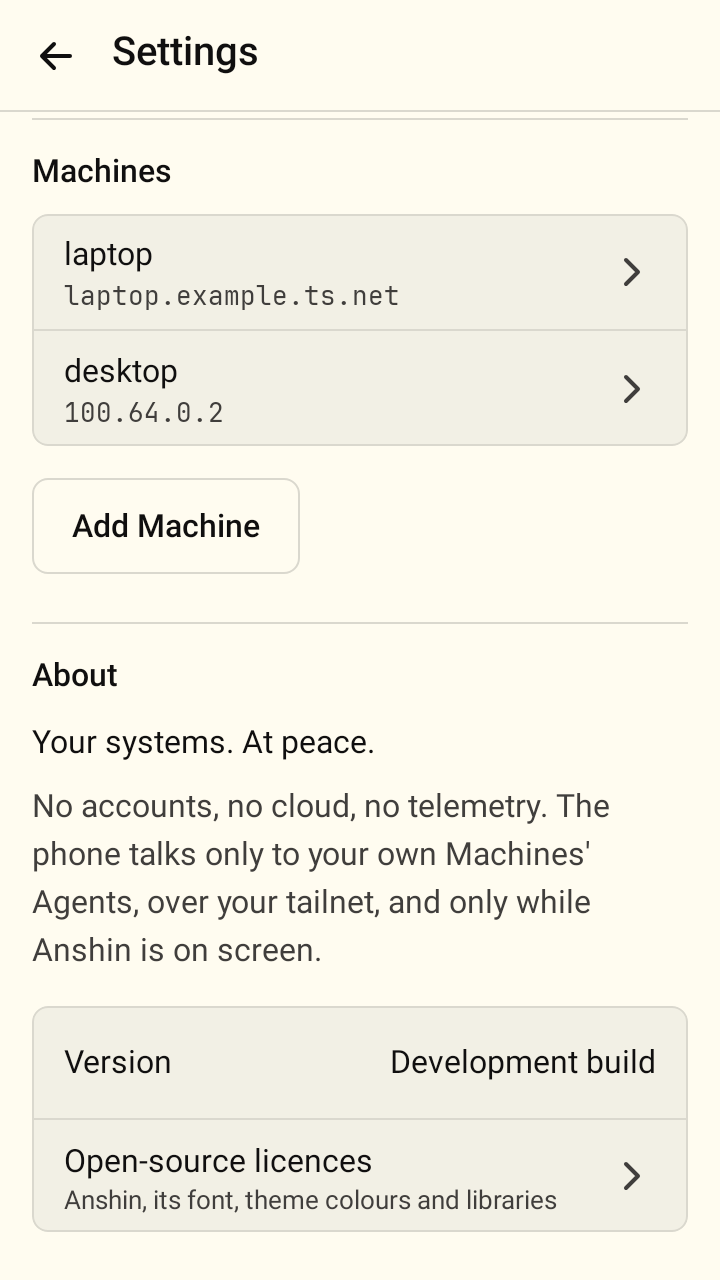 Settings
Machines
laptop
laptop.example.ts.net
desktop
100.64.0.2
Add Machine
About
Your systems. At peace.
No accounts, no cloud, no telemetry. The
phone talks only to your own Machines'
Agents, over your tailnet, and only while
Anshin is on screen.
Version Development build
Open-source licences
Anshin, its font, theme colours and libraries